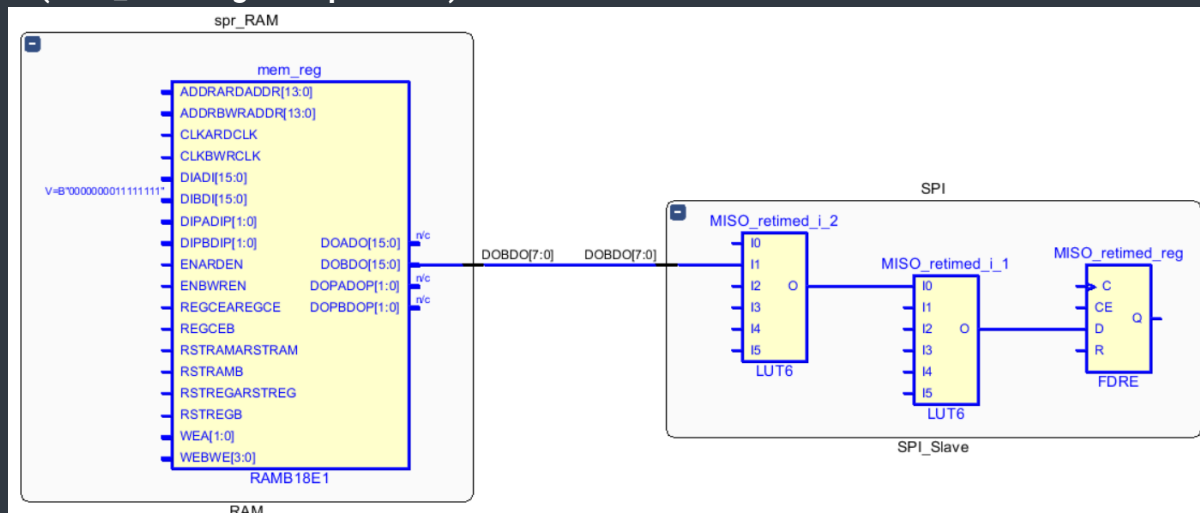 spr_RAM
mem_reg
ADDRARDADDR[13:0]
ADDRBWRADDR[13:0]
CLKARDCLK
CLKBWRCLK
DIADI[15:0]
V=B"0000000011111111"
DIBDI[15:0]
DIPADIP[1:0]
DIPBDIP[1:0]
ENARDEN
ENBWREN
REGCEAREGCE
REGCEB
RSTRAMARSTRAM
RSTRAMB
RSTREGARSTREG
RSTREGB
WEA[1:0]
WEBWE[3:0]
DOADO[15:0]
n/c
DOBDO[15:0]
DOPADOP[1:0]
n/c
DOPBDOP[1:0]
n/c
RAMB18E1
RAM
DOBDO[7:0]
DOBDO[7:0]
SPI
MISO_retimed_i_2
I0
I1
I2
I3
I4
I5
O
LUT6
MISO_retimed_i_1
I0
I1
I2
I3
I4
I5
O
LUT6
MISO_retimed_reg
C
CE
D
R
Q
FDRE
SPI_Slave